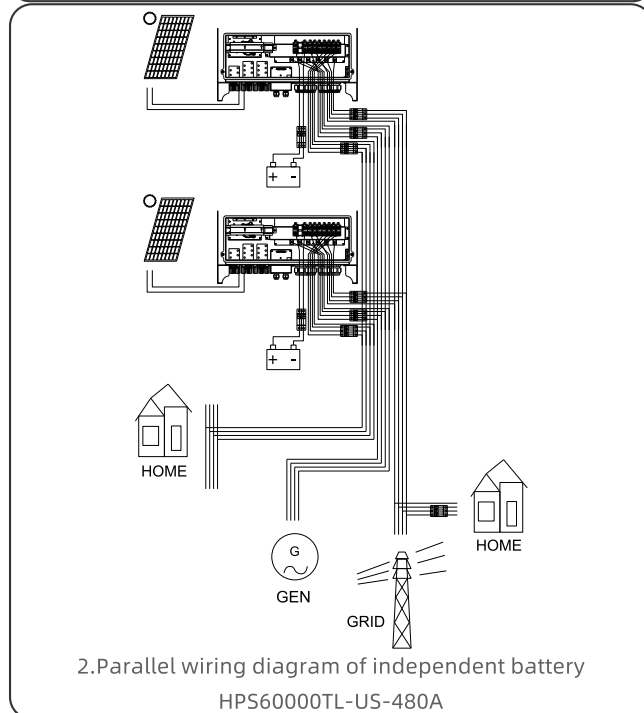 + -
+ -
HOME
HOME
G
GEN
GRID
2.Parallel wiring diagram of independent battery
HPS60000TL-US-480A